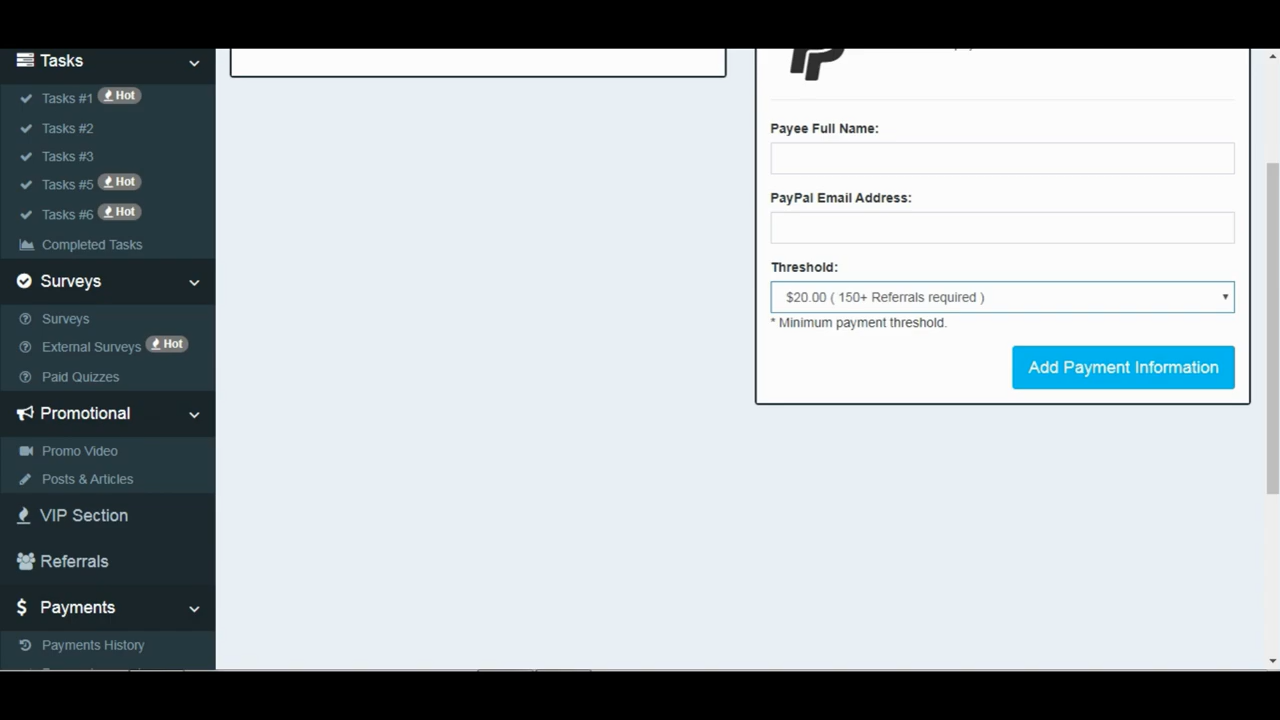 Tasks
Tasks #1 Hot
Tasks #2
Tasks #3
Tasks #5 Hot
Tasks #6 Hot
Completed Tasks
Surveys
Surveys
External Surveys Hot
Paid Quizzes
Promotional
Promo Video
Posts & Articles
VIP Section
Referrals
Payments
Payments History
Payee Full Name:
PayPal Email Address:
Threshold:
$20.00 ( 150+ Referrals required )
* Minimum payment threshold.
Add Payment Information